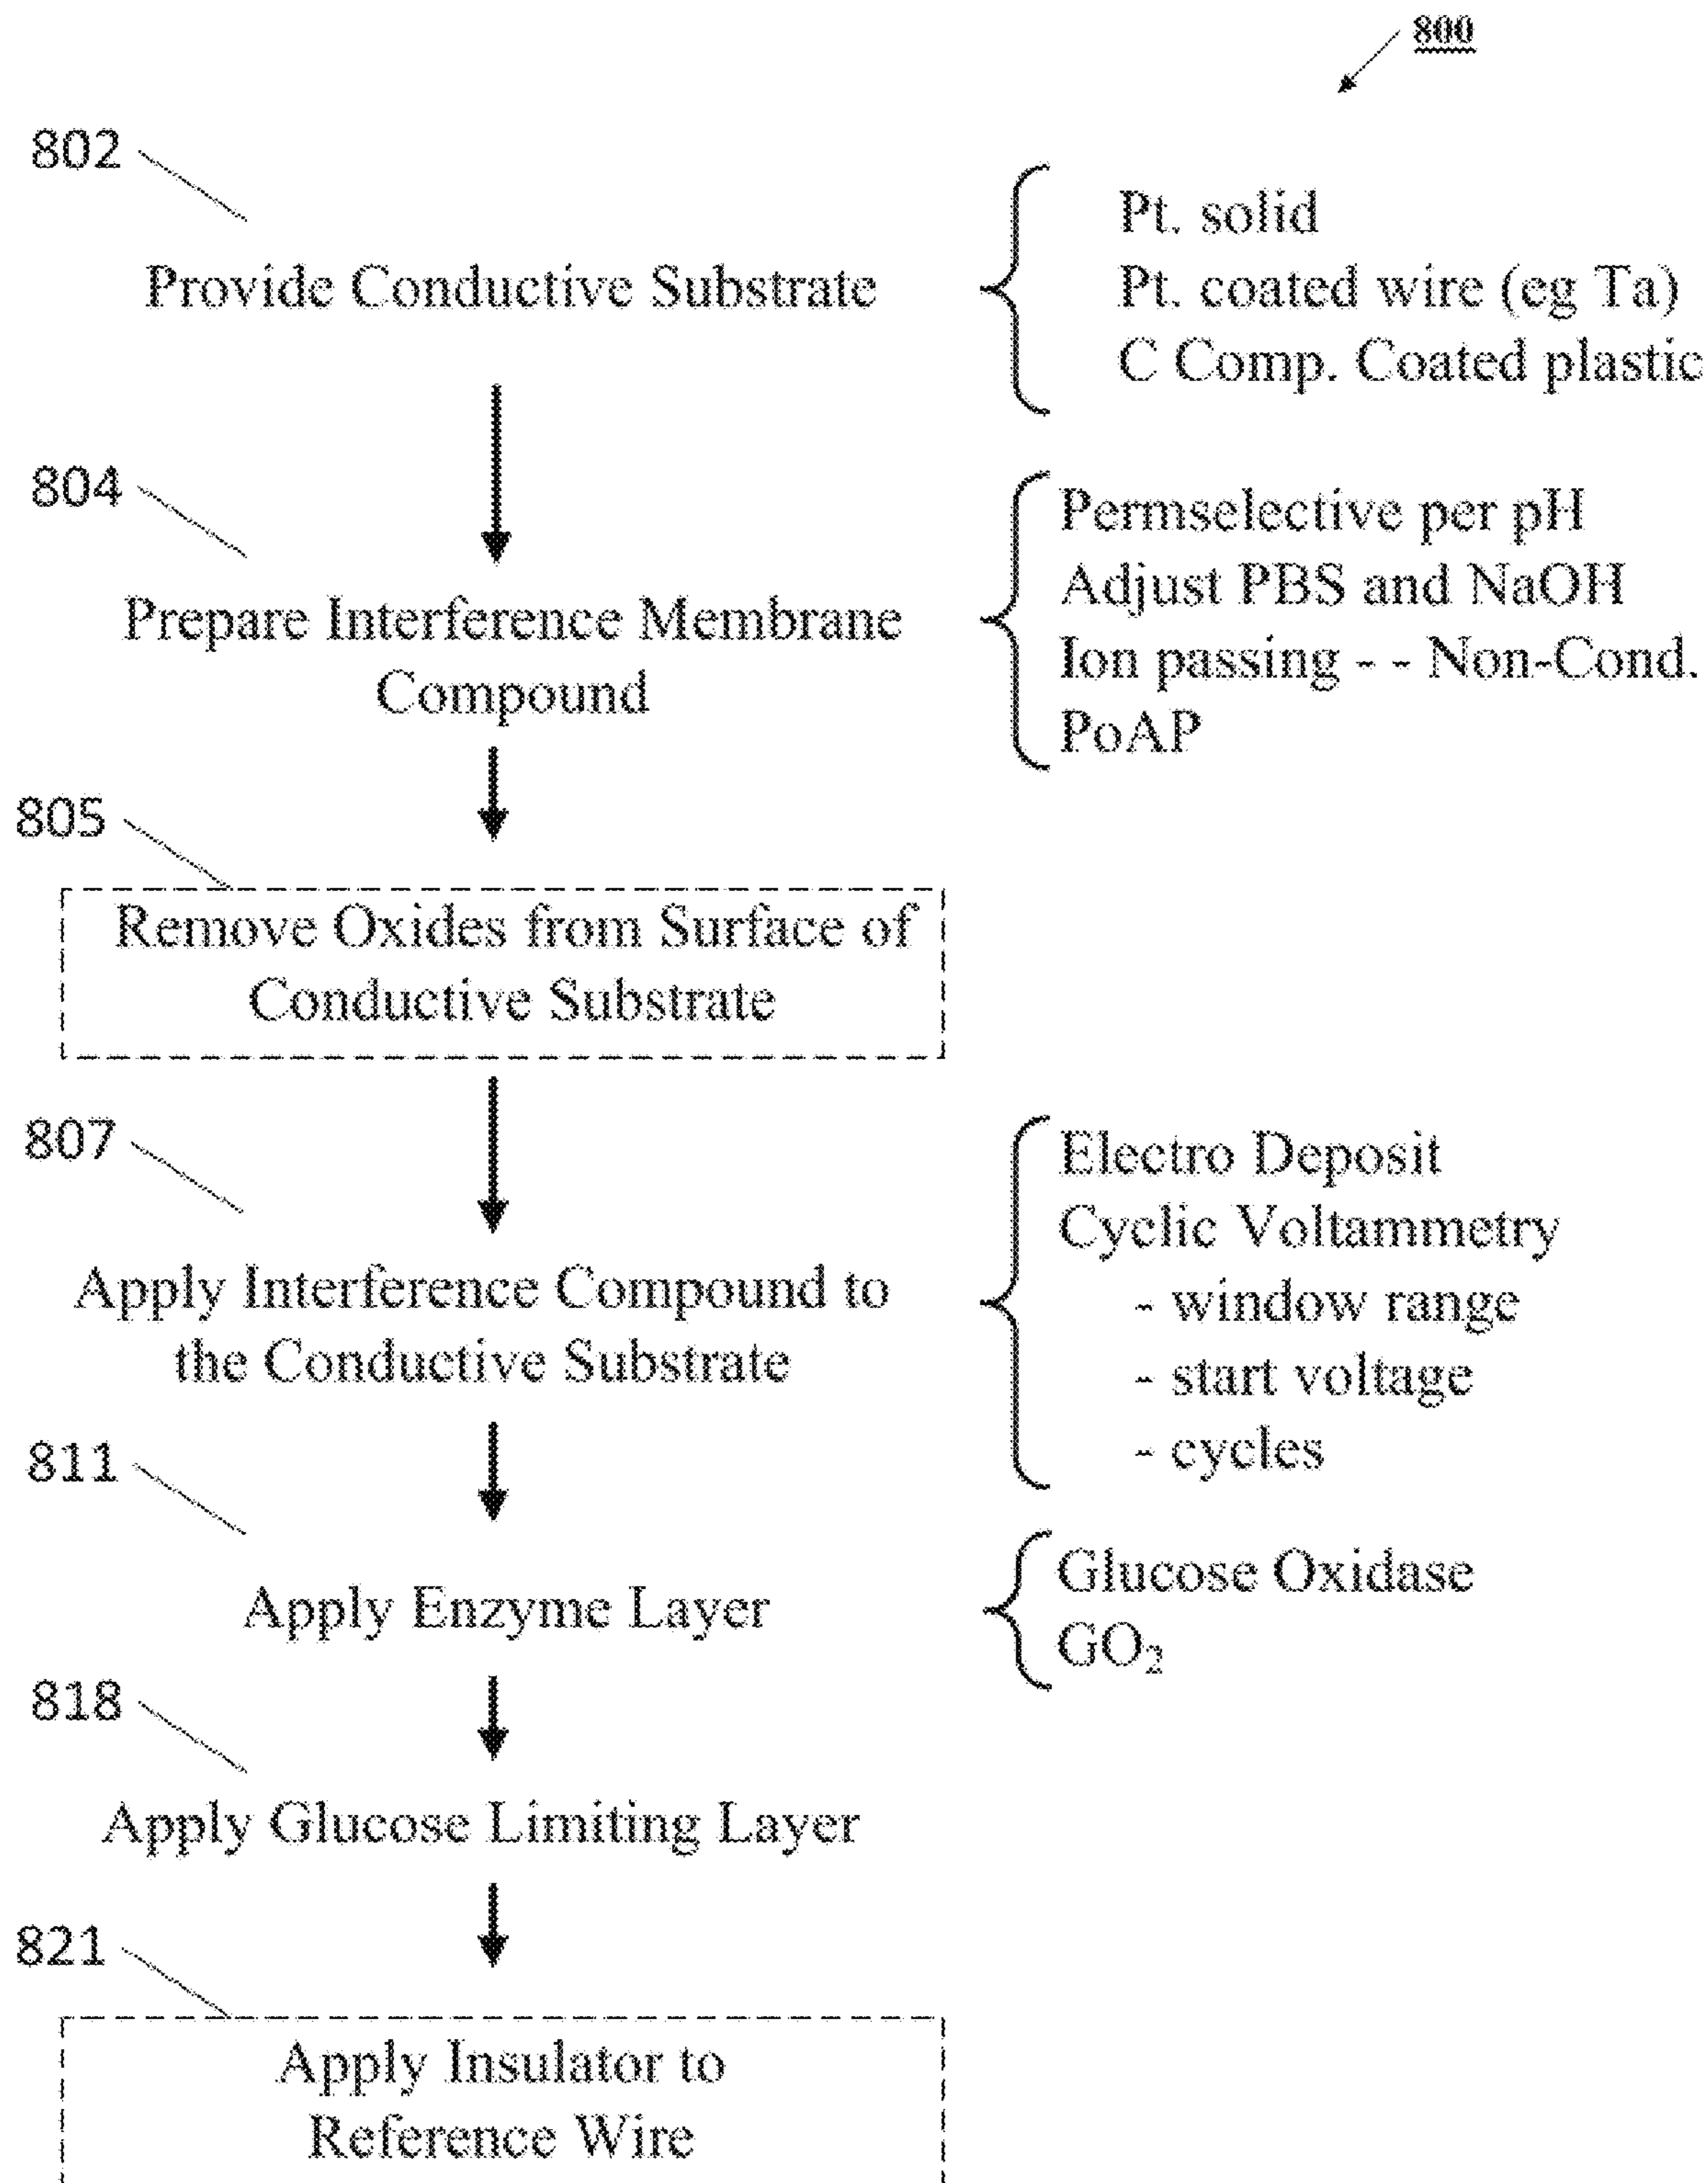 800
802
Provide Conductive Substrate
Pt. solid
Pt. coated wire (eg Ta)
C Comp. Coated plastic
804
Prepare Interference Membrane
Compound
Permselective per pH
Adjust PBS and NaOH
Ion passing - - Non-Cond.
PoAP
805
Remove Oxides from Surface of
Conductive Substrate
807
Apply Interference Compound to
the Conductive Substrate
Electro Deposit
Cyclic Voltammetry
- window range
- start voltage
- cycles
811
Apply Enzyme Layer
Glucose Oxidase
GO₂
818
Apply Glucose Limiting Layer
821
Apply Insulator to
Reference Wire